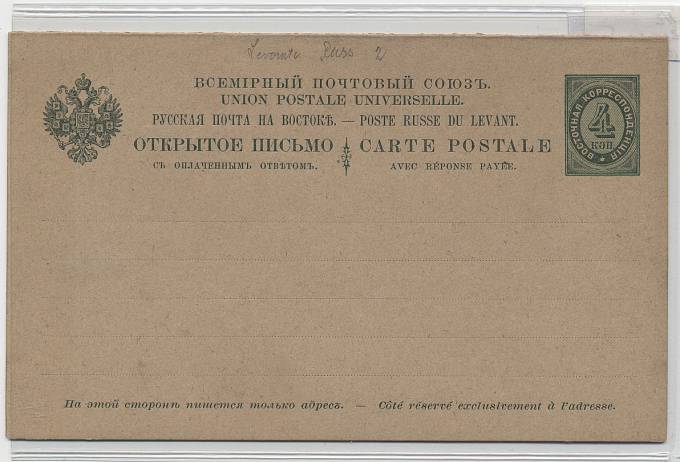 Levante Russ 2
ВСЕМІРНЫЙ ПОЧТОВЫЙ СОЮЗЪ.
UNION POSTALE UNIVERSELLE.
РУССКАЯ ПОЧТА НА ВОСТОКѢ. — POSTE RUSSE DU LEVANT.
ОТКРЫТОЕ ПИСЬМО CARTE POSTALE
СЪ ОПЛАЧЕННЫМЪ ОТВѢТОМЪ. AVEC RÉPONSE PAYÉE.
ВОСТОЧНАЯ КОРРЕСПОНДЕНЦІЯ
4
КОП.
На этой сторонѣ пишется только адресъ. — Côté réservé exclusivement à l'adresse.